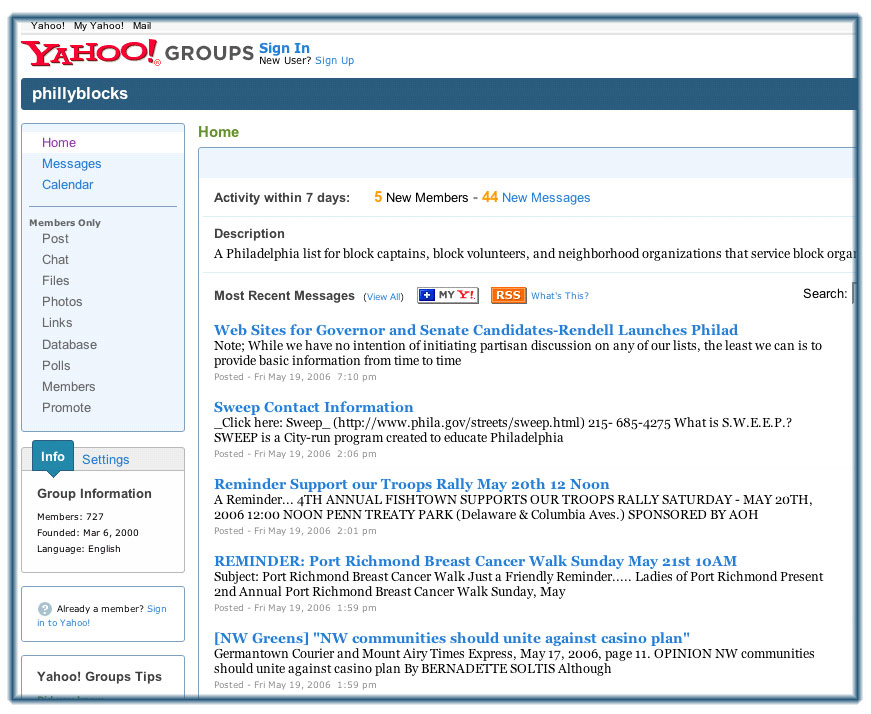 Yahoo! My Yahoo! Mail
YAHOO! GROUPS Sign In
New User? Sign Up
phillyblocks
Home
Messages
Calendar
Members Only
Post
Chat
Files
Photos
Links
Database
Polls
Members
Promote
Info Settings
Group Information
Members: 727
Founded: Mar 6, 2000
Language: English
Already a member? Sign
in to Yahoo!
Yahoo! Groups Tips
Home
Activity within 7 days: 5 New Members - 44 New Messages
Description
A Philadelphia list for block captains, block volunteers, and neighborhood organizations that service block
Most Recent Messages (View All) MY Y! RSS What's This? Search:
Web Sites for Governor and Senate Candidates-Rendell Launches Philad
Note; While we have no intention of initiating partisan discussion on any of our lists, the least we can is to
provide basic information from time to time
Posted - Fri May 19, 2006 7:10 pm
Sweep Contact Information
_Click here: Sweep_ (http://www.phila.gov/streets/sweep.html) 215- 685-4275 What is S.W.E.E.P.?
SWEEP is a City-run program created to educate Philadelphia
Posted - Fri May 19, 2006 2:06 pm
Reminder Support our Troops Rally May 20th 12 Noon
A Reminder... 4TH ANNUAL FISHTOWN SUPPORTS OUR TROOPS RALLY SATURDAY - MAY 20TH,
2006 12:00 NOON PENN TREATY PARK (Delaware & Columbia Aves.) SPONSORED BY AOH
Posted - Fri May 19, 2006 2:01 pm
REMINDER: Port Richmond Breast Cancer Walk Sunday May 21st 10AM
Subject: Port Richmond Breast Cancer Walk Just a Friendly Reminder..... Ladies of Port Richmond Present
2nd Annual Port Richmond Breast Cancer Walk Sunday, May
Posted - Fri May 19, 2006 1:59 pm
[NW Greens] "NW communities should unite against casino plan"
Germantown Courier and Mount Airy Times Express, May 17, 2006, page 11. OPINION NW communities
should unite against casino plan By BERNADETTE SOLTIS Although
Posted - Fri May 19, 2006 1:59 pm